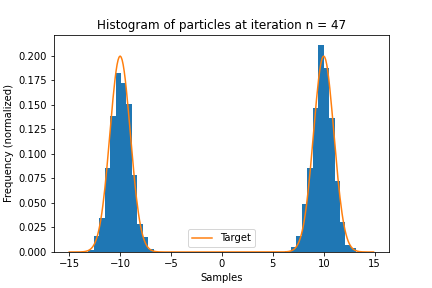 Histogram of particles at iteration n = 47
Frequency (normalized)
0.200
0.175
0.150
0.125
0.100
0.075
0.050
0.025
0.000
Target
−15 −10 −5 0 5 10 15
Samples